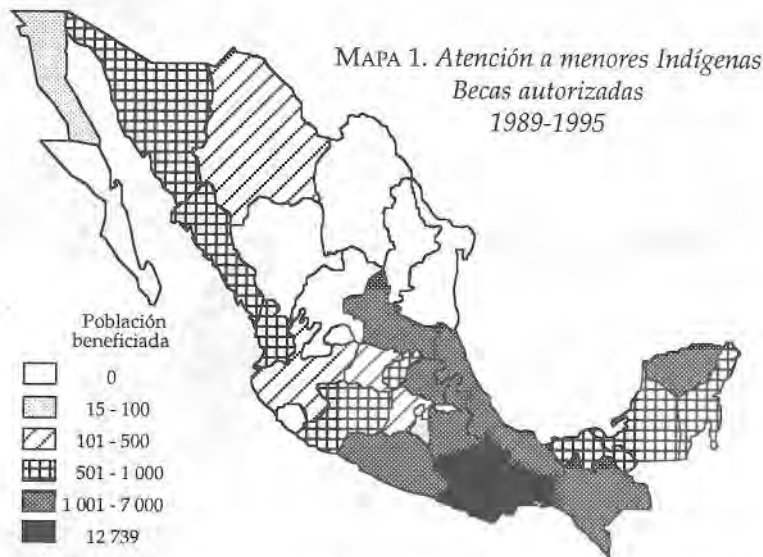 MAPA 1. Atención a menores Indígenas
Becas autorizadas
1989-1995
Población
beneficiada
0
15 - 100
101 - 500
501 - 1 000
1 001 - 7 000
12 739